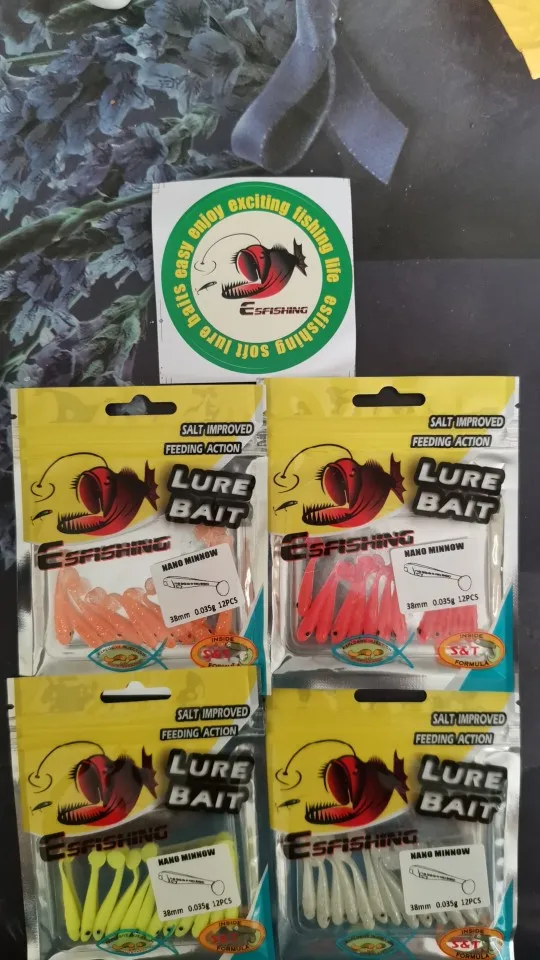 easy enjoy exciting fishing life
esfishing soft lure baits
ESFISHING
SALT IMPROVED
FEEDING ACTION
LURE
BAIT
ESFISHING
NANO MINNOW
38mm 0.035g 12PCS
INSIDE
S&T
FORMULA
SALT IMPROVED
FEEDING ACTION
LURE
BAIT
ESFISHING
NANO MINNOW
38mm 0.035g 12PCS
INSIDE
S&T
FORMULA
SALT IMPROVED
FEEDING ACTION
LURE
BAIT
ESFISHING
NANO MINNOW
38mm 0.035g 12PCS
INSIDE
S&T
FORMULA
SALT IMPROVED
FEEDING ACTION
LURE
BAIT
ESFISHING
NANO MINNOW
38mm 0.035g 12PCS
INSIDE
S&T
FORMULA